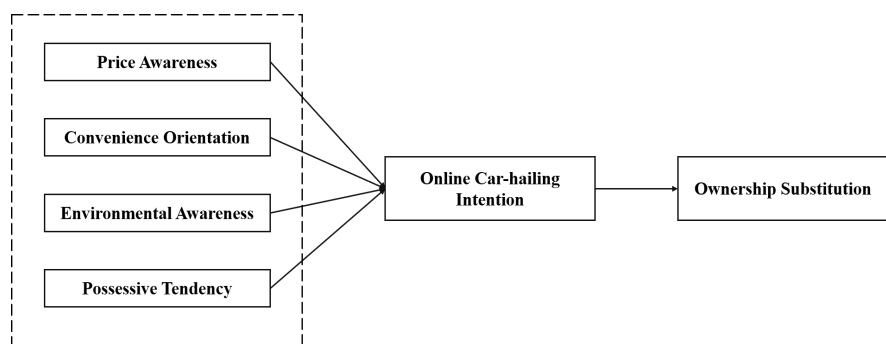 Price Awareness
Convenience Orientation
Environmental Awareness
Possessive Tendency
Online Car-hailing
Intention
Ownership Substitution